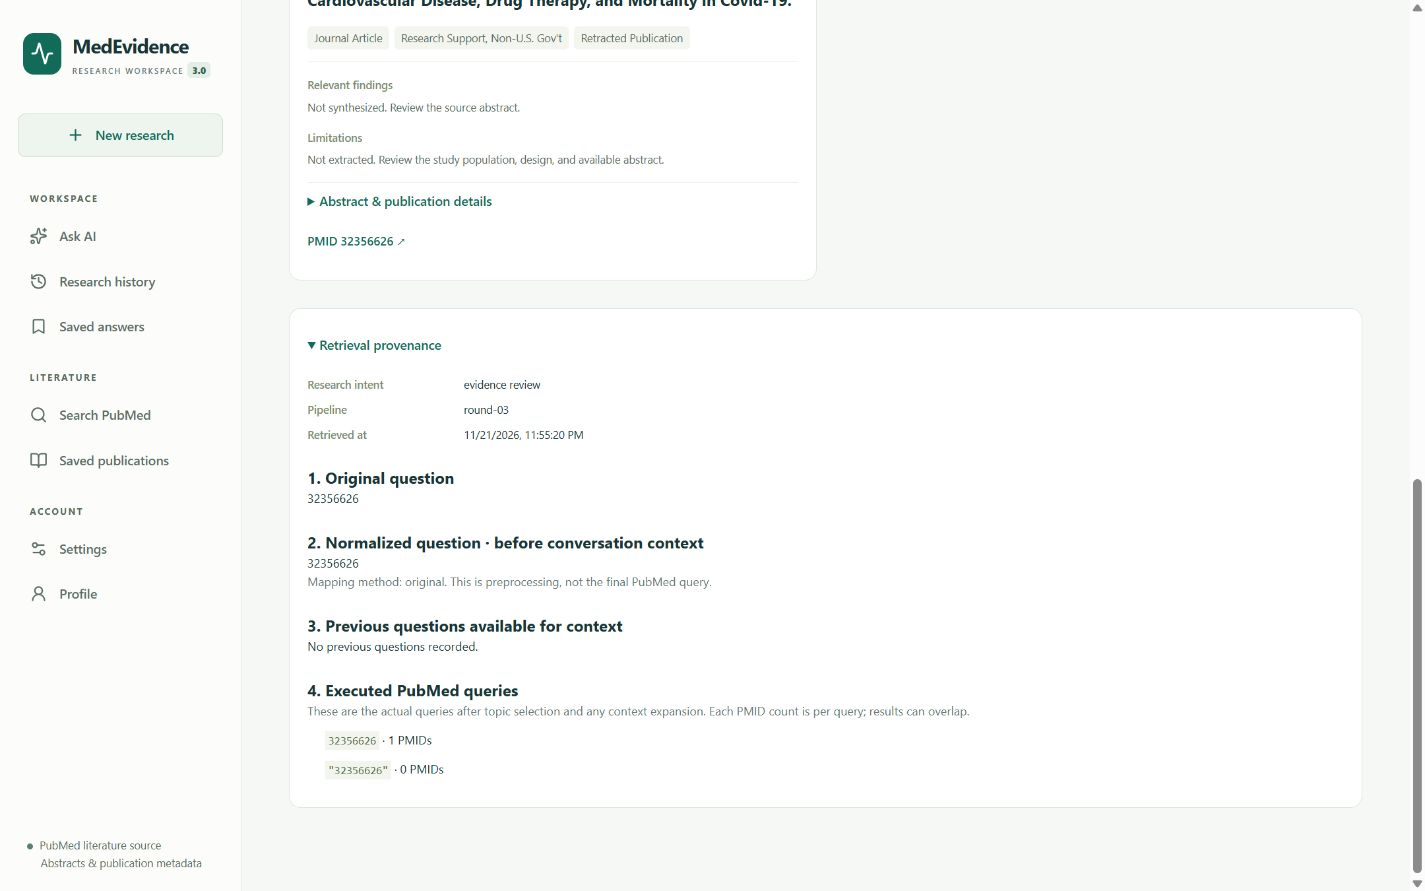 MedEvidence
RESEARCH WORKSPACE 3.0
New research
WORKSPACE
Ask AI
Research history
Saved answers
LITERATURE
Search PubMed
Saved publications
ACCOUNT
Settings
Profile
PubMed literature source
Abstracts & publication metadata
Cardiovascular Disease, Drug Therapy, and Mortality in Covid-19.
Journal Article Research Support, Non-U.S. Gov't Retracted Publication
Relevant findings
Not synthesized. Review the source abstract.
Limitations
Not extracted. Review the study population, design, and available abstract.
▶ Abstract & publication details
PMID 32356626 ↗
▼ Retrieval provenance
Research intent evidence review
Pipeline round-03
Retrieved at 11/21/2026, 11:55:20 PM
1. Original question
32356626
2. Normalized question · before conversation context
32356626
Mapping method: original. This is preprocessing, not the final PubMed query.
3. Previous questions available for context
No previous questions recorded.
4. Executed PubMed queries
These are the actual queries after topic selection and any context expansion. Each PMID count is per query; results can overlap.
32356626 · 1 PMIDs
"32356626" · 0 PMIDs